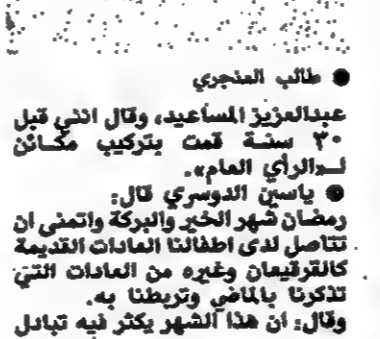 ● طالب المنجري
عبدالعزيز المساعيد، وقال انني قبل
٣٠ سنة قمت بتركيب مكائن
لـ«الرأي العام».
● ياسين الدوسري قال:
رمضان شهر الخير والبركة واتمنى ان
تتاصل لدى اطفالنا العادات القديمة
كالقرقيعان وغيره من العادات التي
تذكرنا بالماضي وتربطنا به.
وقال: ان هذا الشهر يكثر فيه تبادل